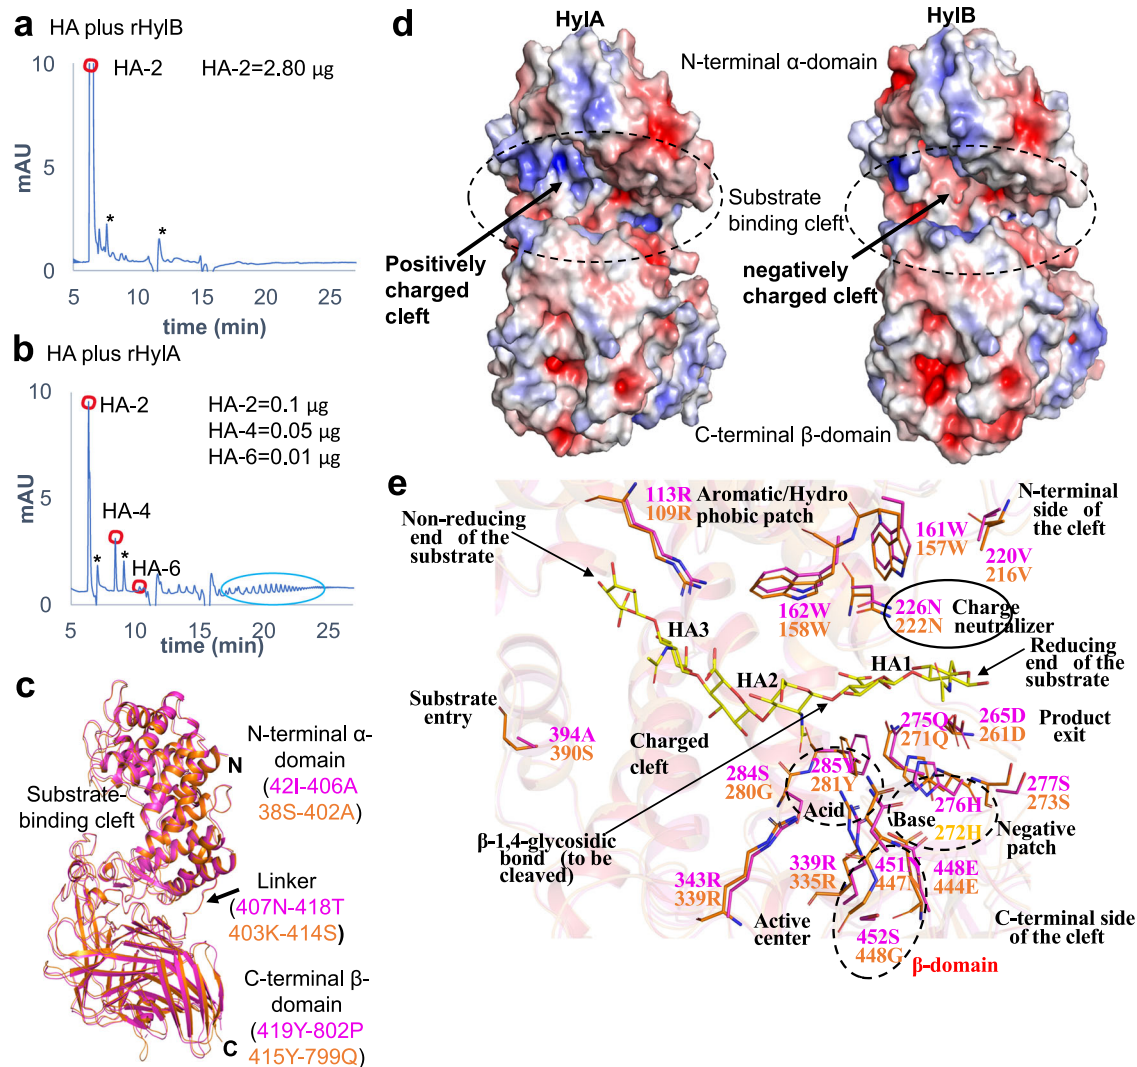 a
HA plus rHylB
10
HA-2
HA-2=2.80 µg
5
mAU
*
*
0
5
10
15
20
25
time (min)
b
HA plus rHylA
10
HA-2
HA-2=0.1 µg
HA-4=0.05 µg
HA-6=0.01 µg
5
mAU
HA-4
*
*
HA-6
0
5
10
15
20
25
time (min)
c
N-terminal α-
domain
(42I-406A
38S-402A)
N
Substrate-
binding cleft
Linker
(407N-418T
403K-414S)
C-terminal β-
domain
(419Y-802P
415Y-799Q)
C
d
HylA
HylB
N-terminal α-domain
Substrate
binding cleft
Positively
charged
cleft
negatively
charged cleft
C-terminal β-domain
e
Non-reducing
end of the
substrate
113R
109R
Aromatic/Hydro
phobic patch
161W
157W
N-terminal
side of
the cleft
220V
216V
162W
158W
226N
222N
Charge
neutralizer
HA3
HA2
HA1
Reducing
end of the
substrate
Substrate
entry
394A
390S
Charged
cleft
275Q
271Q
265D
261D
Product
exit
284S
280G
285Y
281Y
Acid
Base
276H
272H
277S
273S
Negative
patch
β-1,4-glycosidic
bond (to be
cleaved)
343R
339R
339R
335R
451
447
448E
444E
Active
center
452S
448G
C-terminal side
of the cleft
β-domain